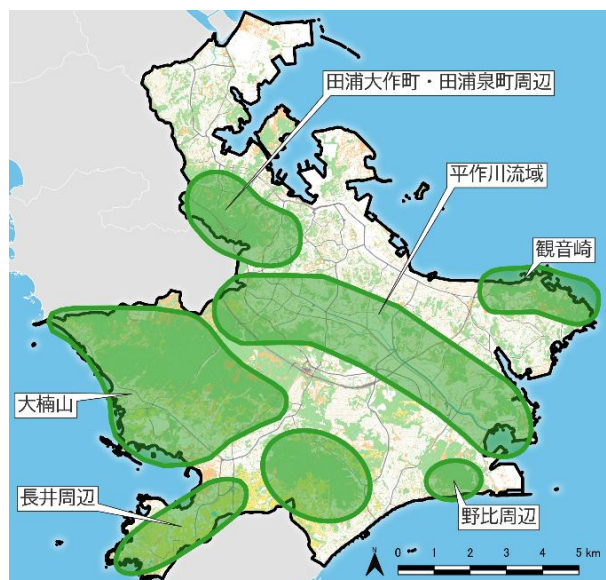 田浦大作町・田浦泉町周辺
平作川流域
観音崎
大楠山
長井周辺
野比周辺
N
0 1 2 3 4 5 km